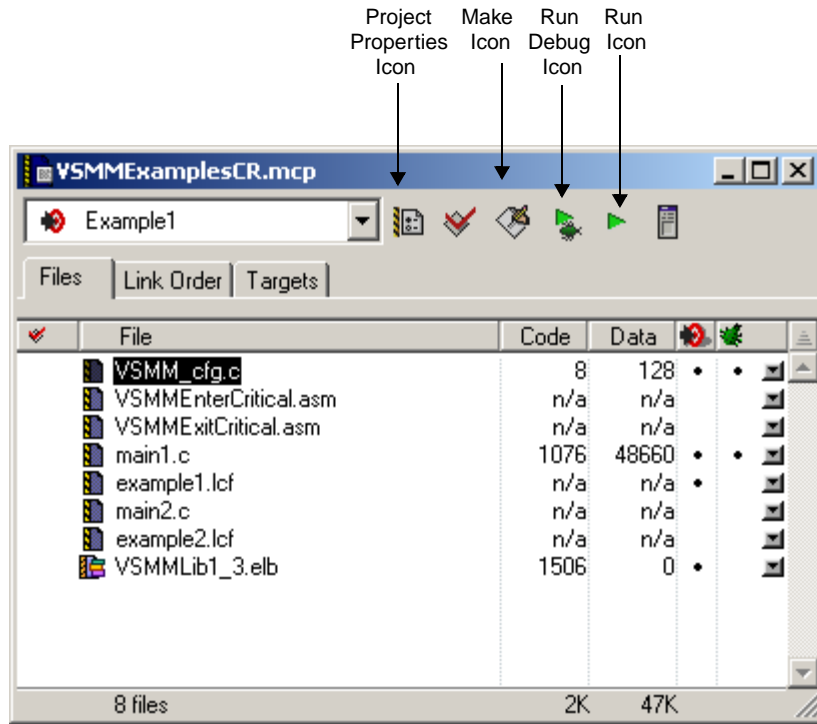 Project Properties Icon
Make Icon
Run Debug Icon
Run Icon
VSMMExamplesCR.mcp
Example1
Files Link Order Targets
File Code Data
VSMM_cfg.c 8 128
VSMMEnterCritical.asm n/a n/a
VSMMExitCritical.asm n/a n/a
main1.c 1076 48660
example1.lcf n/a n/a
main2.c n/a n/a
example2.lcf n/a n/a
VSMMLib1_3.elb 1506 0
8 files 2K 47K